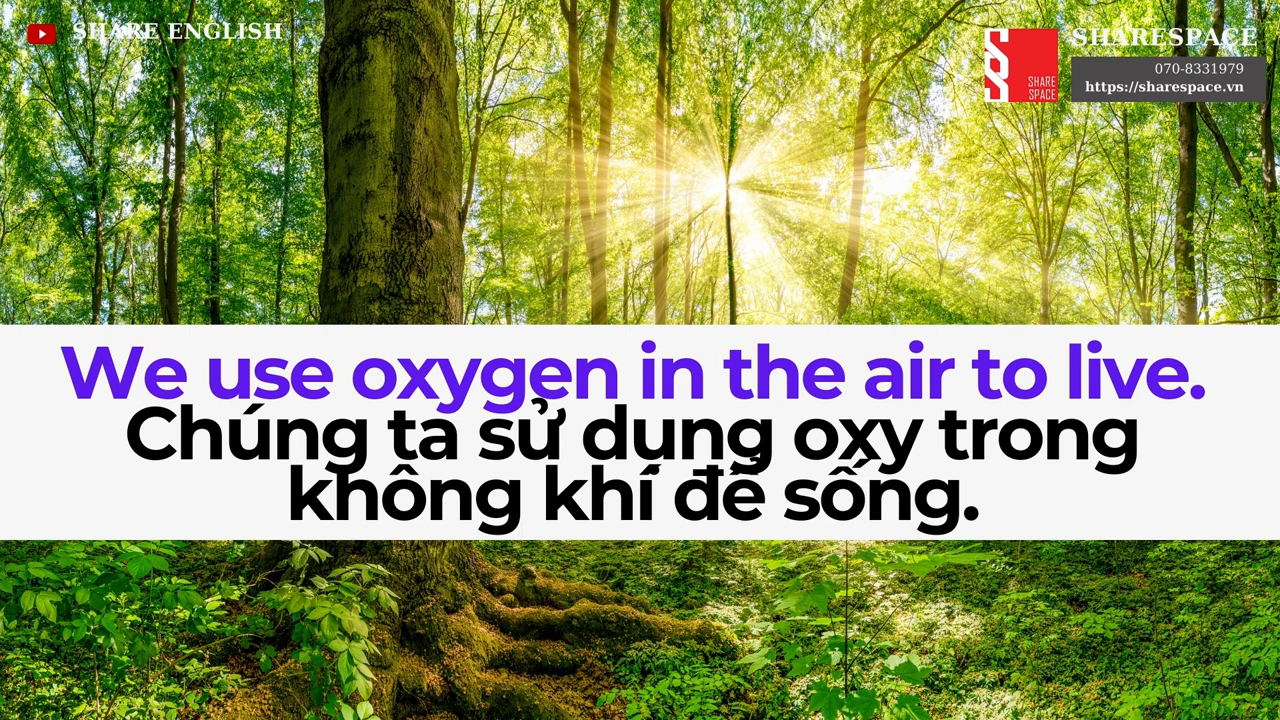 SHARE ENGLISH
SHARESPACE
070-8331979
https://sharespace.vn
SHARE
SPACE
We use oxygen in the air to live.
Chúng ta sử dụng oxy trong
không khí để sống.